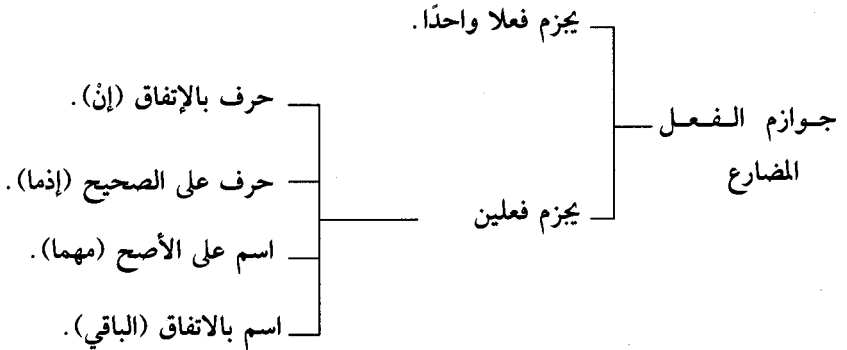 جوازم الفعل
المضارع
يجزم فعلا واحدًا.
يجزم فعلين
حرف بالإتفاق (إنْ).
حرف على الصحيح (إذما).
اسم على الأصح (مهما).
اسم بالاتفاق (الباقي).